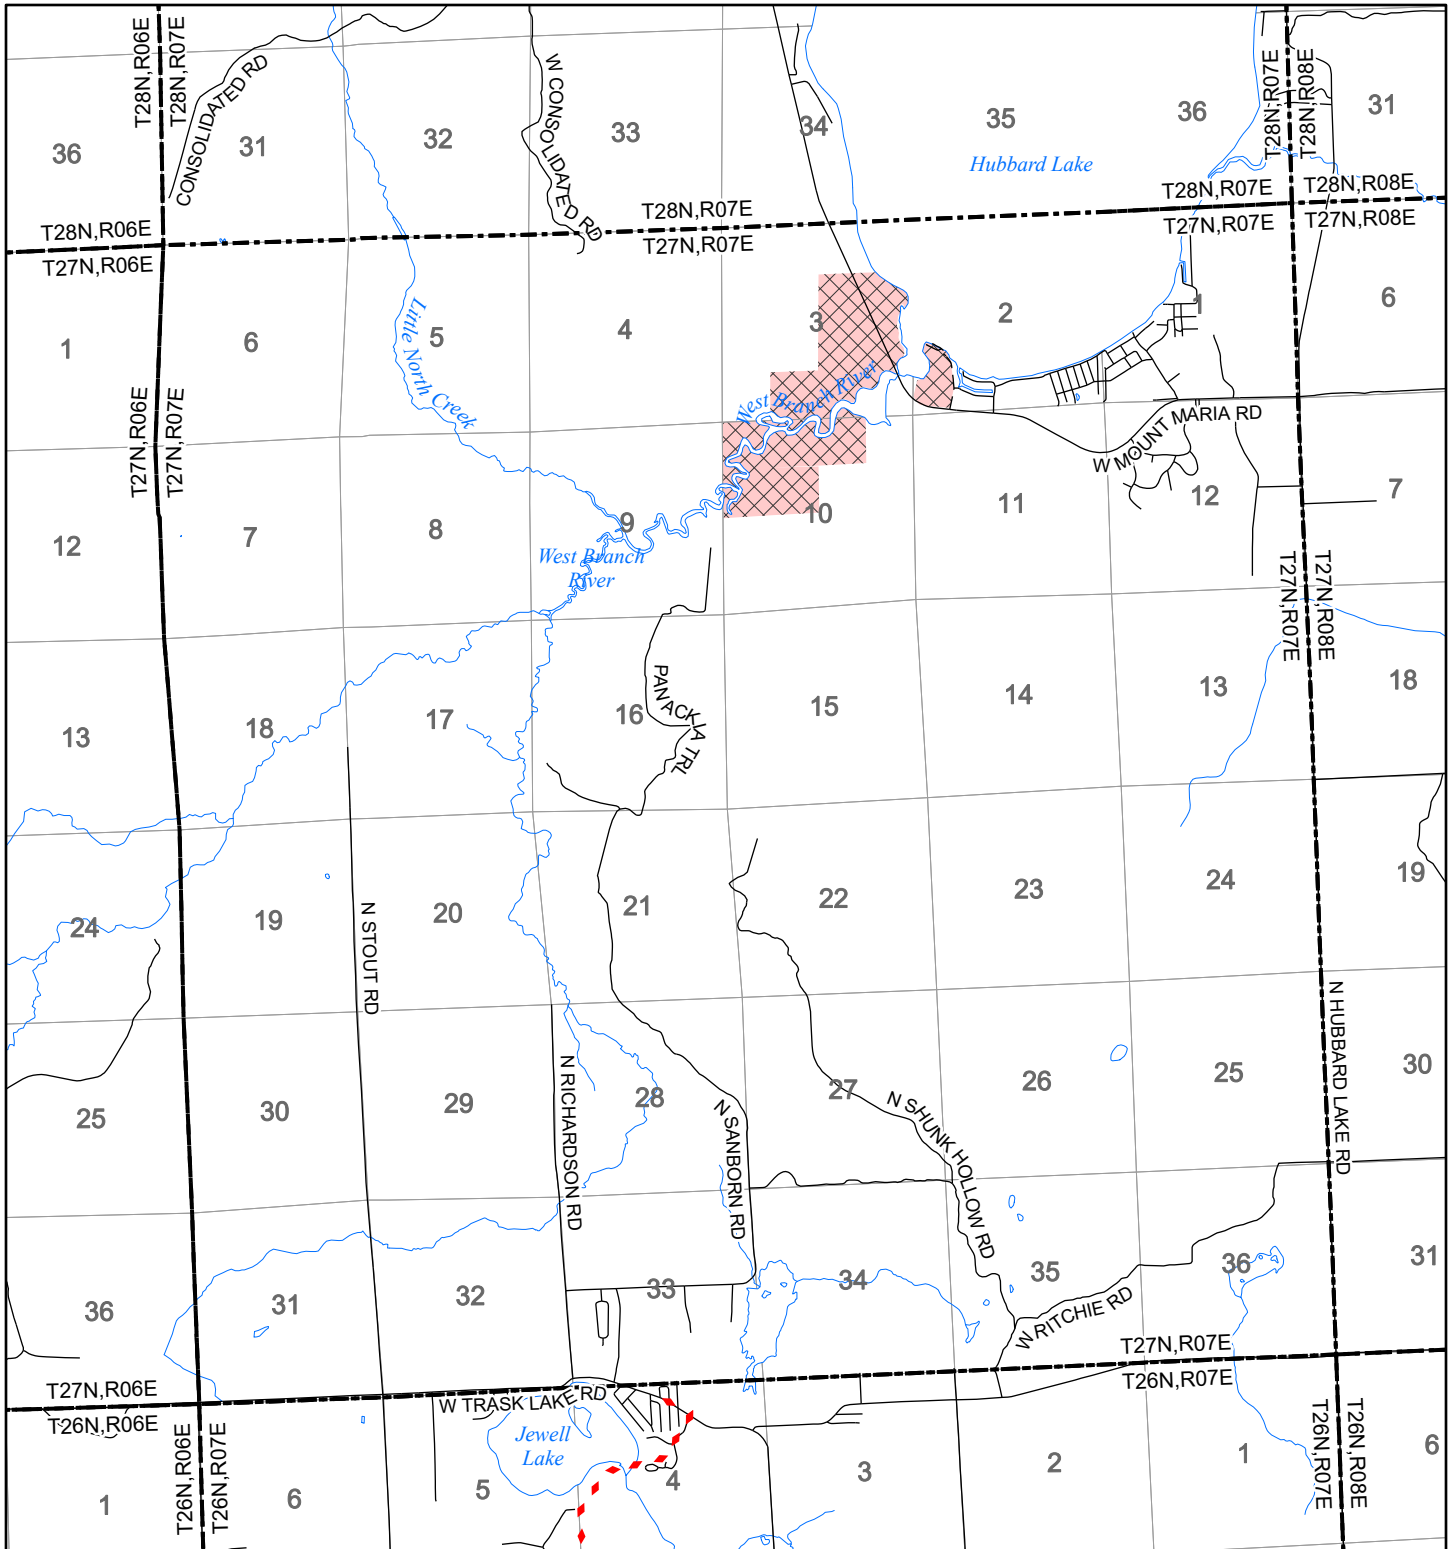 T28N,R06E
T28N,R07E
CONSOLIDATED RD
W CONSOLIDATED RD
T28N,R07E
T28N,R08E
36
31
32
33
34
35
36
31
Hubbard Lake
T28N,R06E
T27N,R06E
T28N,R07E
T27N,R07E
T28N,R07E
T27N,R07E
T28N,R08E
T27N,R08E
1
6
5
4
3
2
1
6
Little North Creek
West Branch River
W MOUNT MARIA RD
T27N,R06E
T27N,R07E
12
7
8
9
10
11
12
7
West Branch
River
T27N,R07E
T27N,R08E
PANACKIA TRL
13
18
17
16
15
14
13
18
24
19
20
21
22
23
24
19
N STOUT RD
N RICHARDSON RD
N SANBORN RD
N SHUNK HOLLOW RD
N HUBBARD LAKE RD
25
30
29
28
27
26
25
30
36
31
32
33
34
35
36
31
W RITCHIE RD
T27N,R06E
T26N,R06E
T27N,R07E
T26N,R07E
W TRASK LAKE RD
Jewell
Lake
T26N,R06E
T26N,R07E
T26N,R07E
T26N,R08E
1
6
5
4
3
2
1
6